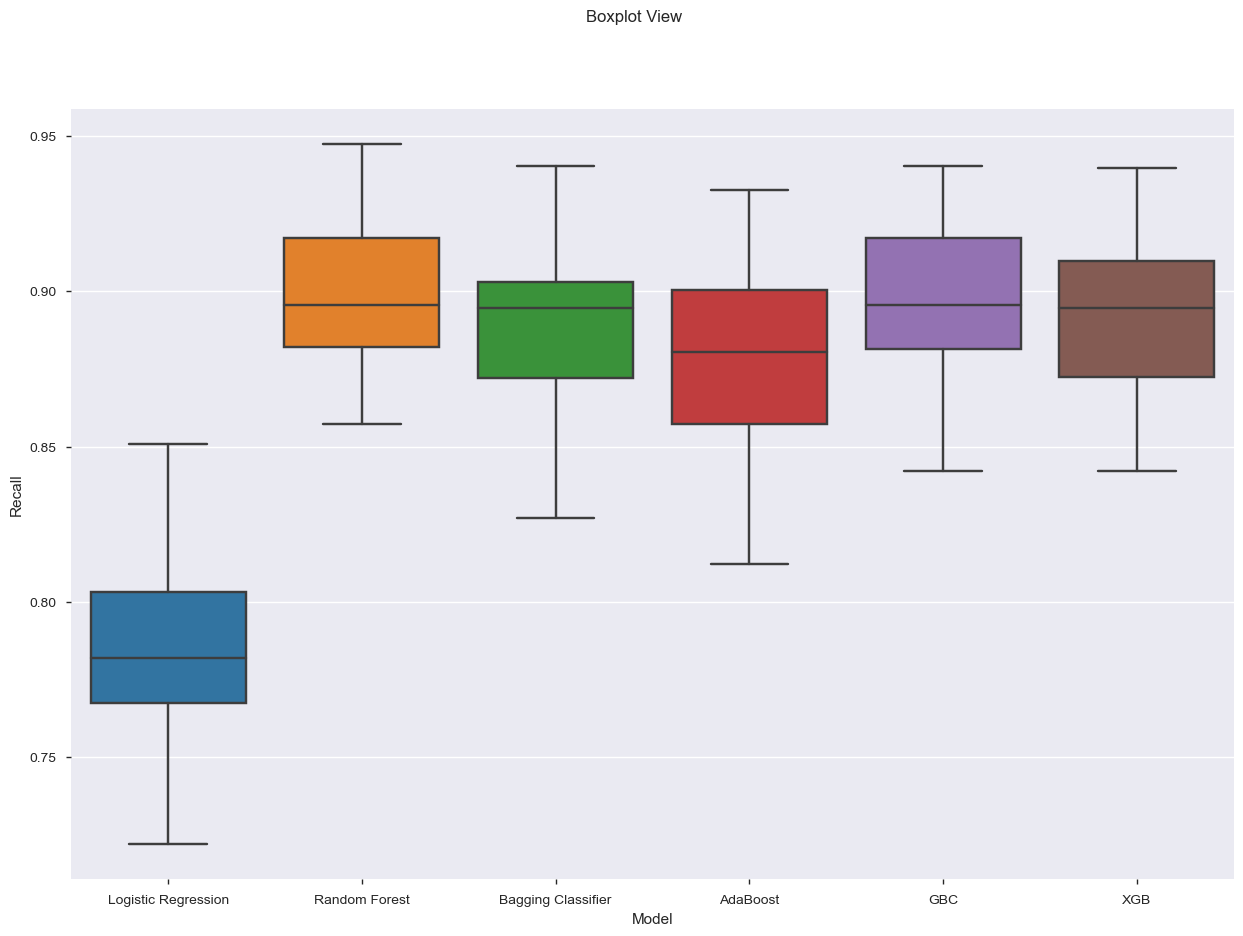 Boxplot View
0.95
0.90
0.85
0.80
0.75
Recall
Logistic Regression
Random Forest
Bagging Classifier
AdaBoost
GBC
XGB
Model